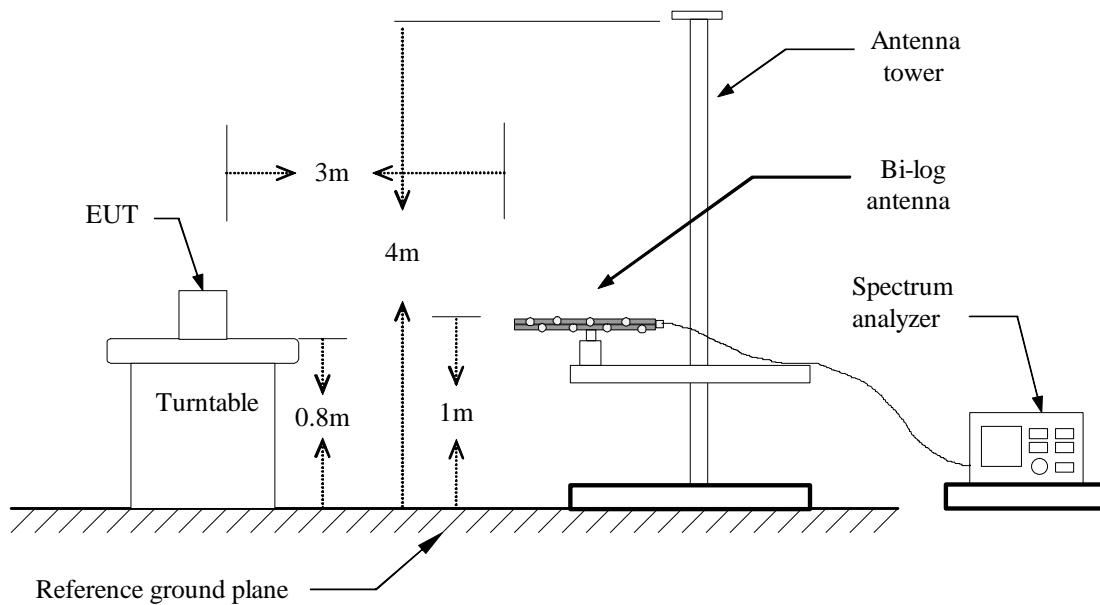 Antenna
tower
3m
Bi-log
antenna
EUT
4m
Spectrum
analyzer
Turntable
0.8m
1m
Reference ground plane